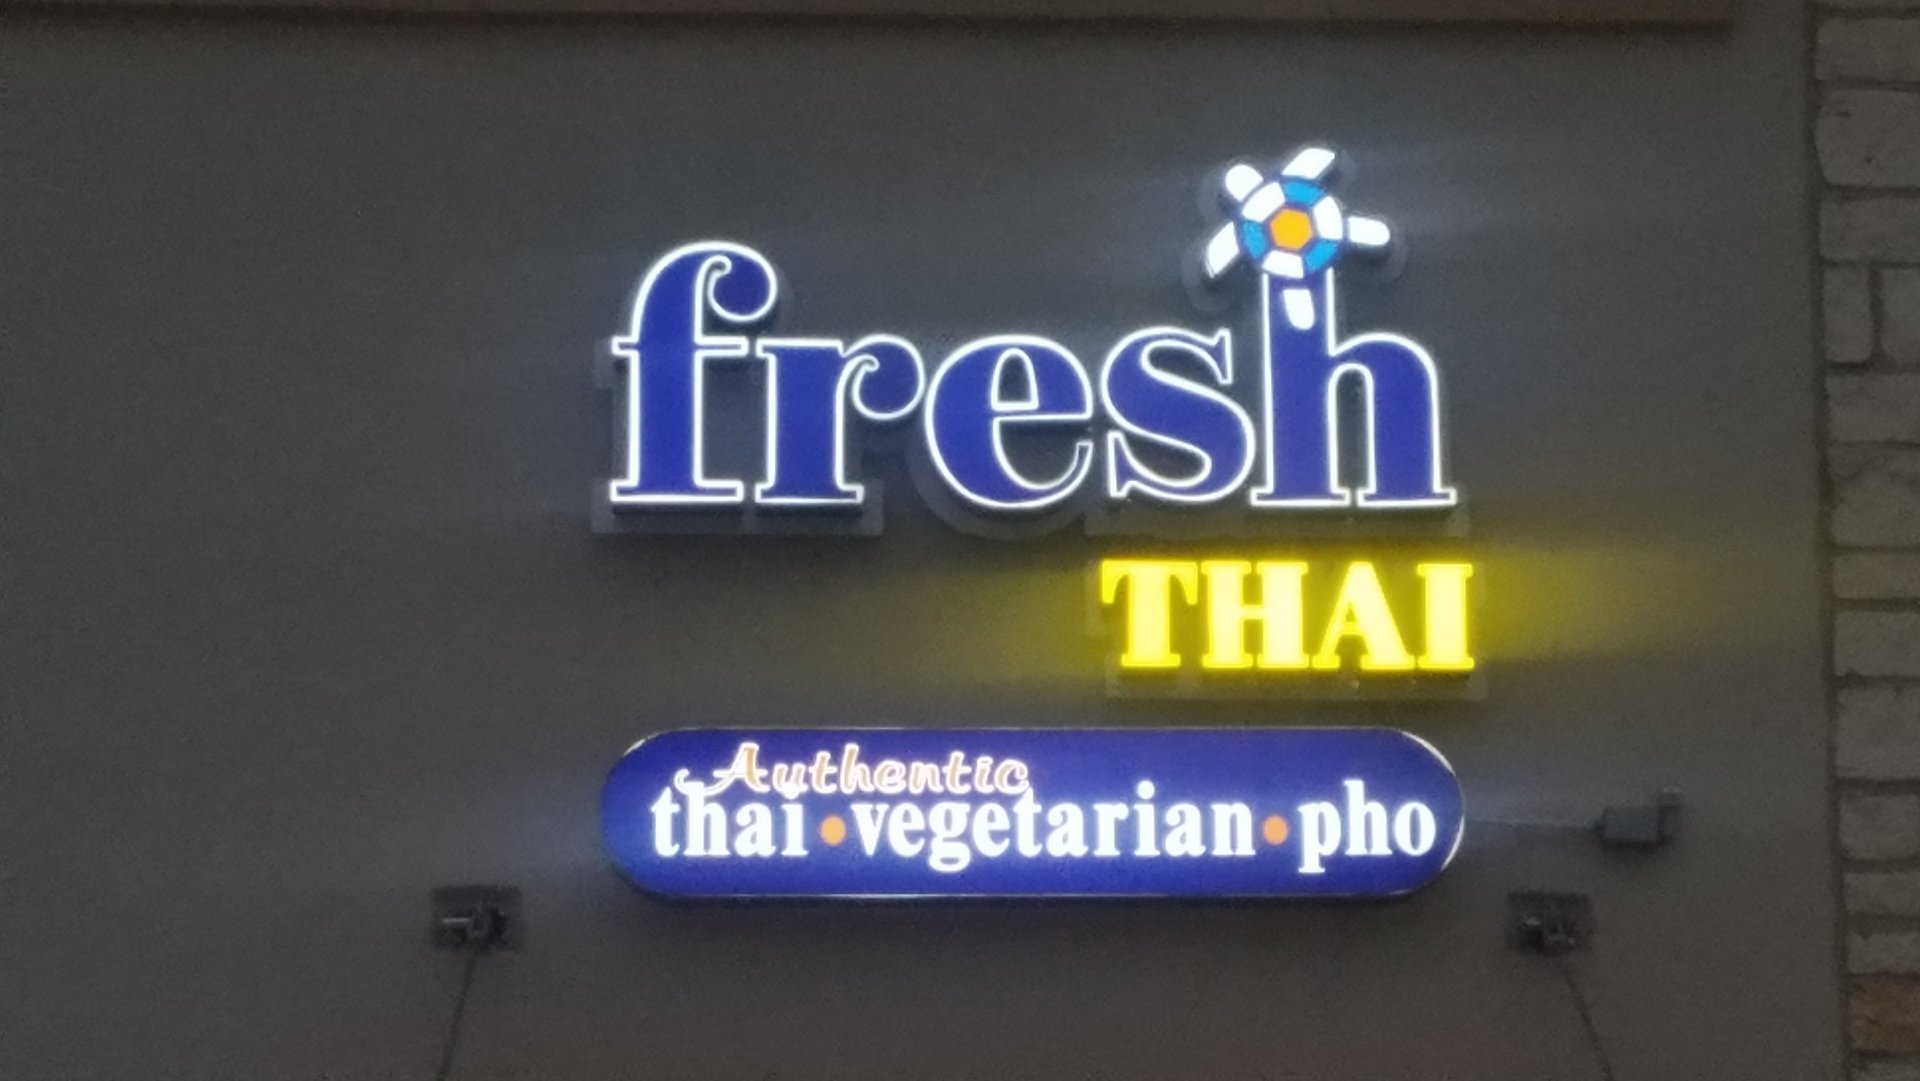 fresh
THAI
Authentic
thai • vegetarian • pho